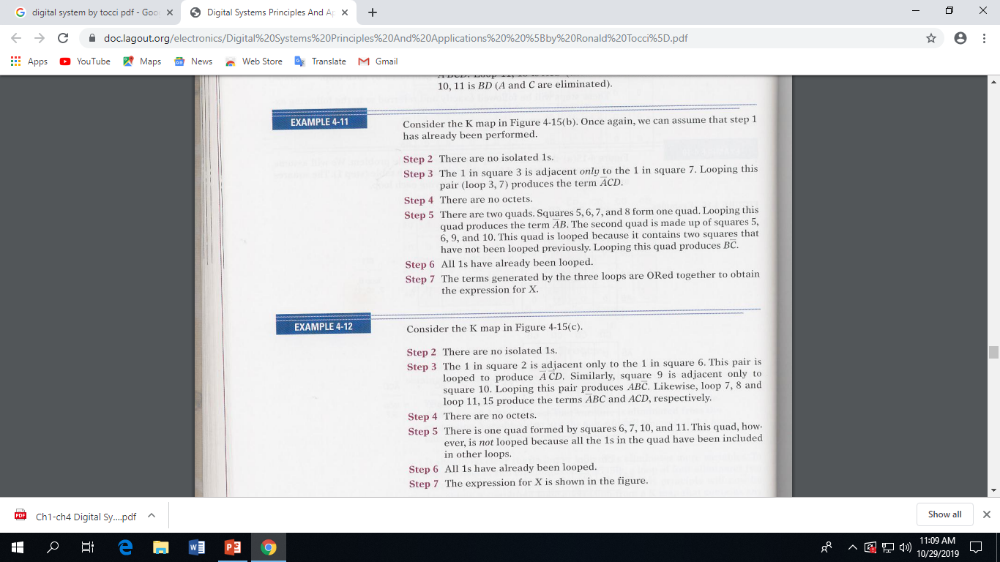 digital system by tocci pdf - Goo
Digital Systems Principles And Ap
doc.lagout.org/electronics/Digital%20Systems%20Principles%20And%20Applications%20%20%5Bby%20Ronald%20Tocci%5D.pdf
Apps YouTube Maps News Web Store Translate Gmail
10, 11 is BD (A and C are eliminated).
EXAMPLE 4-11
Consider the K map in Figure 4-15(b). Once again, we can assume that step 1
has already been performed.
Step 2 There are no isolated 1s.
Step 3 The 1 in square 3 is adjacent only to the 1 in square 7. Looping this
pair (loop 3, 7) produces the term A̅CD.
Step 4 There are no octets.
Step 5 There are two quads. Squares 5, 6, 7, and 8 form one quad. Looping this
quad produces the term A̅B. The second quad is made up of squares 5,
6, 9, and 10. This quad is looped because it contains two squares that
have not been looped previously. Looping this quad produces BC̅.
Step 6 All 1s have already been looped.
Step 7 The terms generated by the three loops are ORed together to obtain
the expression for X.
EXAMPLE 4-12
Consider the K map in Figure 4-15(c).
Step 2 There are no isolated 1s.
Step 3 The 1 in square 2 is adjacent only to the 1 in square 6. This pair is
looped to produce A̅ C̅D. Similarly, square 9 is adjacent only to
square 10. Looping this pair produces ABC̅. Likewise, loop 7, 8 and
loop 11, 15 produce the terms A̅BC and ACD, respectively.
Step 4 There are no octets.
Step 5 There is one quad formed by squares 6, 7, 10, and 11. This quad, how-
ever, is not looped because all the 1s in the quad have been included
in other loops.
Step 6 All 1s have already been looped.
Step 7 The expression for X is shown in the figure.
Ch1-ch4 Digital Sy....pdf
Show all
11:09 AM
10/29/2019